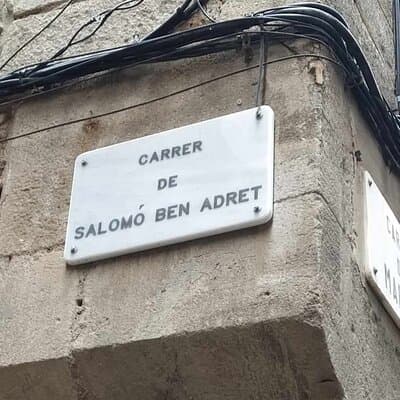 CARRER
DE
SALOMÓ BEN ADRET